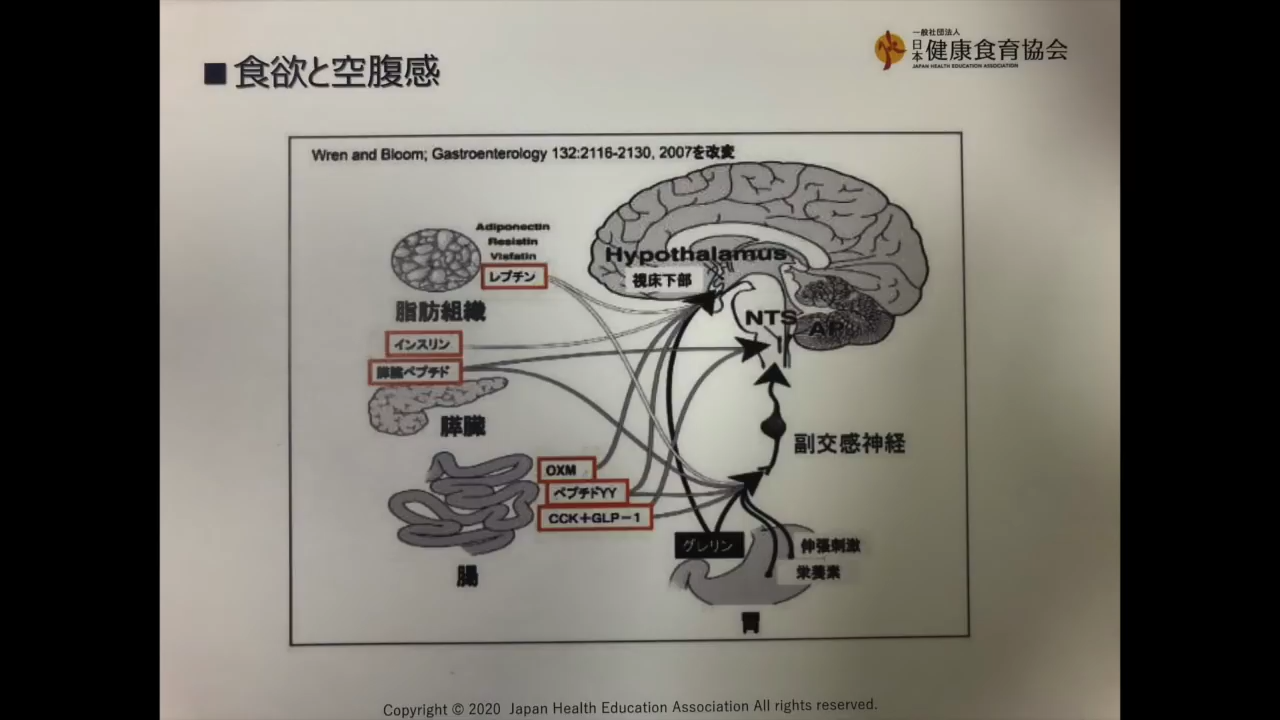 ■食欲と空腹感
一般社団法人
日本健康食育協会
JAPAN HEALTH EDUCATION ASSOCIATION
Wren and Bloom; Gastroenterology 132:2116-2130, 2007を改変
Adiponectin
Resistin
Visfatin
レプチン
脂肪組織
Hypothalamus
視床下部
NTS
AP
インスリン
膵臓ペプチド
膵臓
副交感神経
OXM
ペプチドYY
CCK+GLP-1
腸
グレリン
伸張刺激
栄養素
胃
Copyright © 2020 Japan Health Education Association All rights reserved.